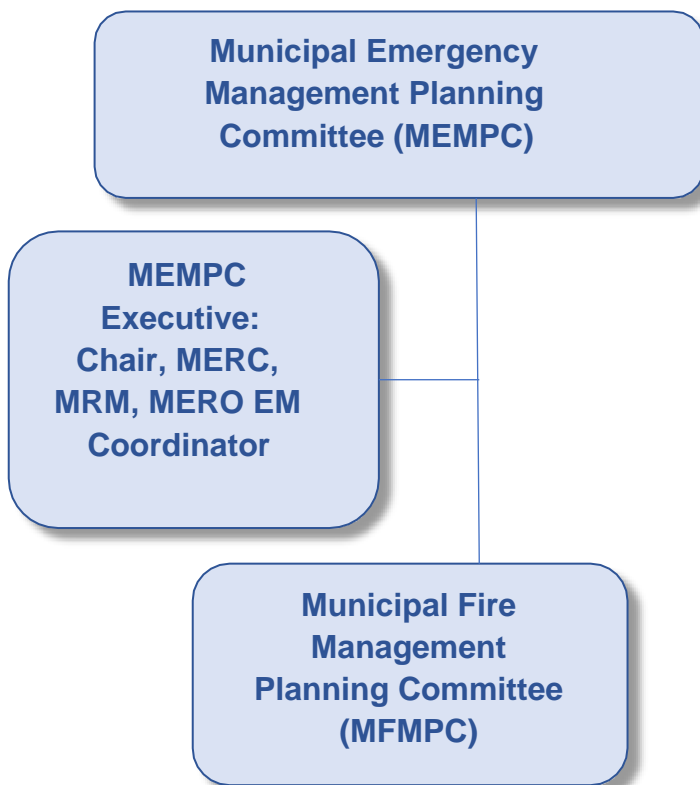 Municipal Emergency
Management Planning
Committee (MEMPC)
MEMPC
Executive:
Chair, MERC,
MRM, MERO EM
Coordinator
Municipal Fire
Management
Planning Committee
(MFMPC)